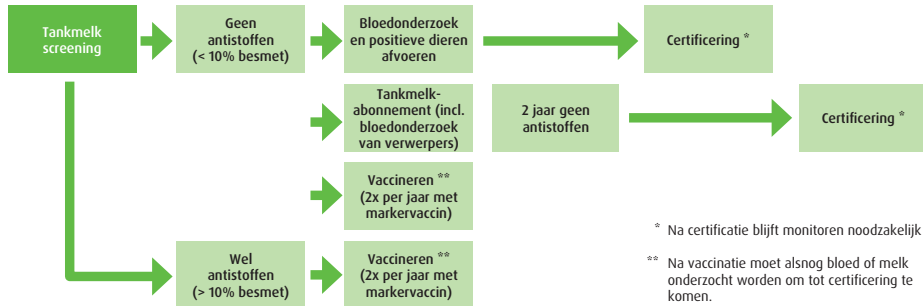 Tankmelk
screening
Geen
antistoffen
(< 10% besmet)
Bloedonderzoek
en positieve dieren
afvoeren
Certificering *
Tankmelk-
abonnement (incl.
bloedonderzoek
van verwerpers)
2 jaar geen
antistoffen
Certificering *
Vaccineren **
(2x per jaar met
markervaccin)
Wel
antistoffen
(> 10% besmet)
Vaccineren **
(2x per jaar met
markervaccin)
* Na certificatie blijft monitoren noodzakelijk
** Na vaccinatie moet alsnog bloed of melk
onderzocht worden om tot certificering te
komen.